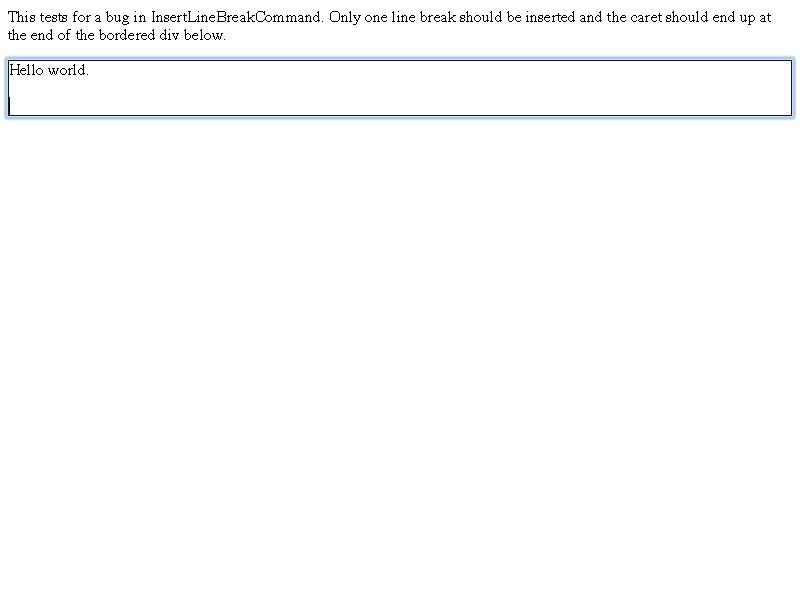 This tests for a bug in InsertLineBreakCommand. Only one line break should be inserted and the caret should end up at
the end of the bordered div below.
Hello world.